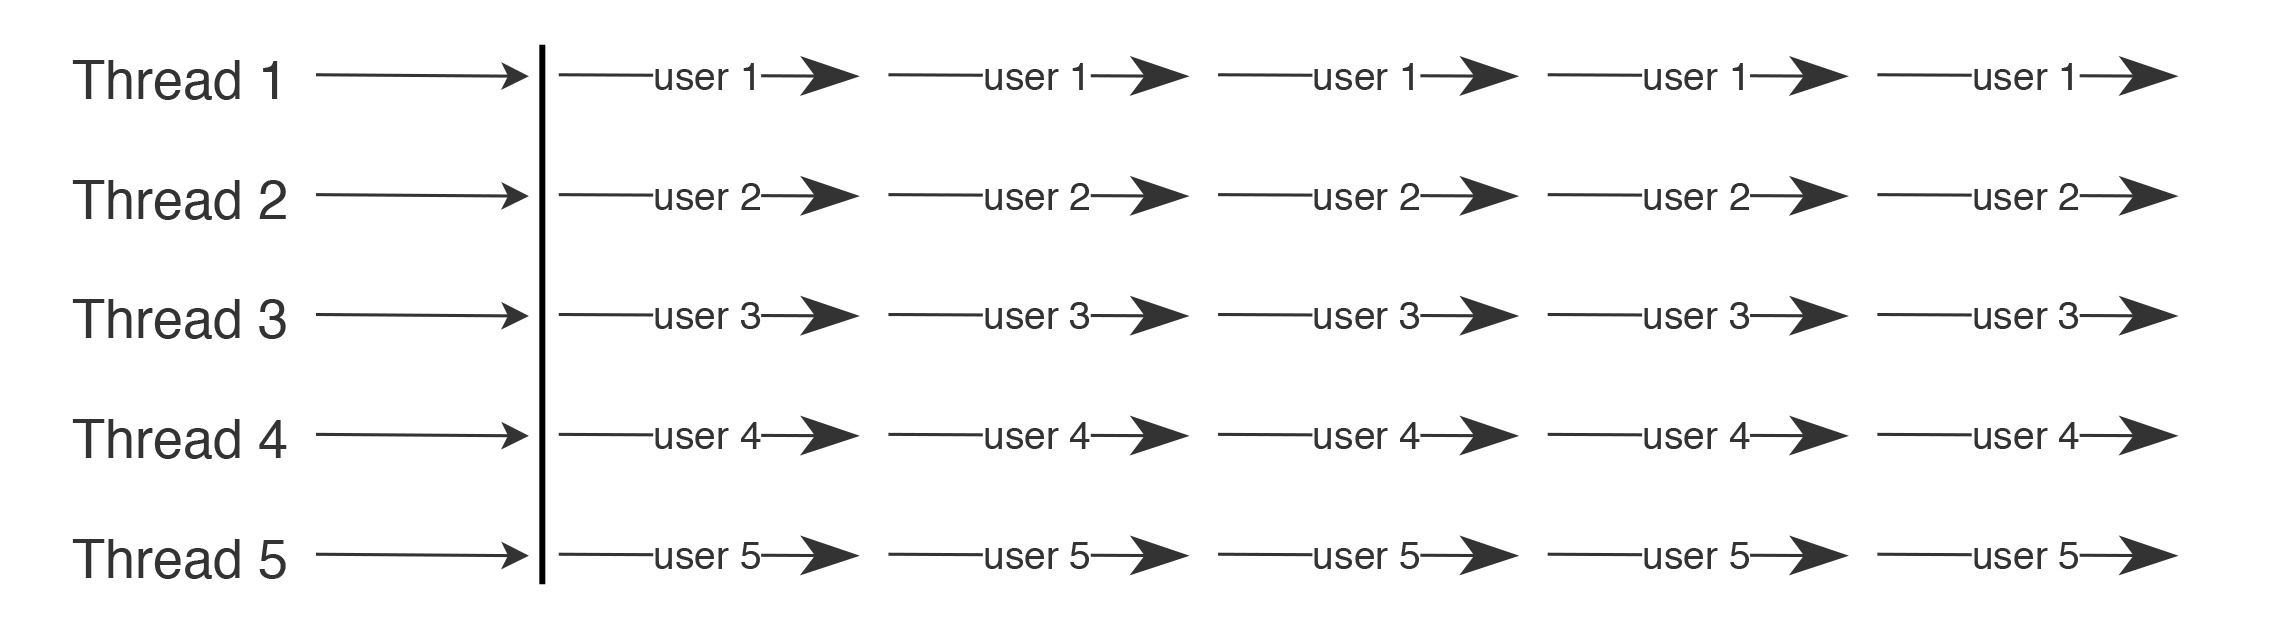 Thread 1 user 1 user 1 user 1 user 1 user 1
Thread 2 user 2 user 2 user 2 user 2 user 2
Thread 3 user 3 user 3 user 3 user 3 user 3
Thread 4 user 4 user 4 user 4 user 4 user 4
Thread 5 user 5 user 5 user 5 user 5 user 5